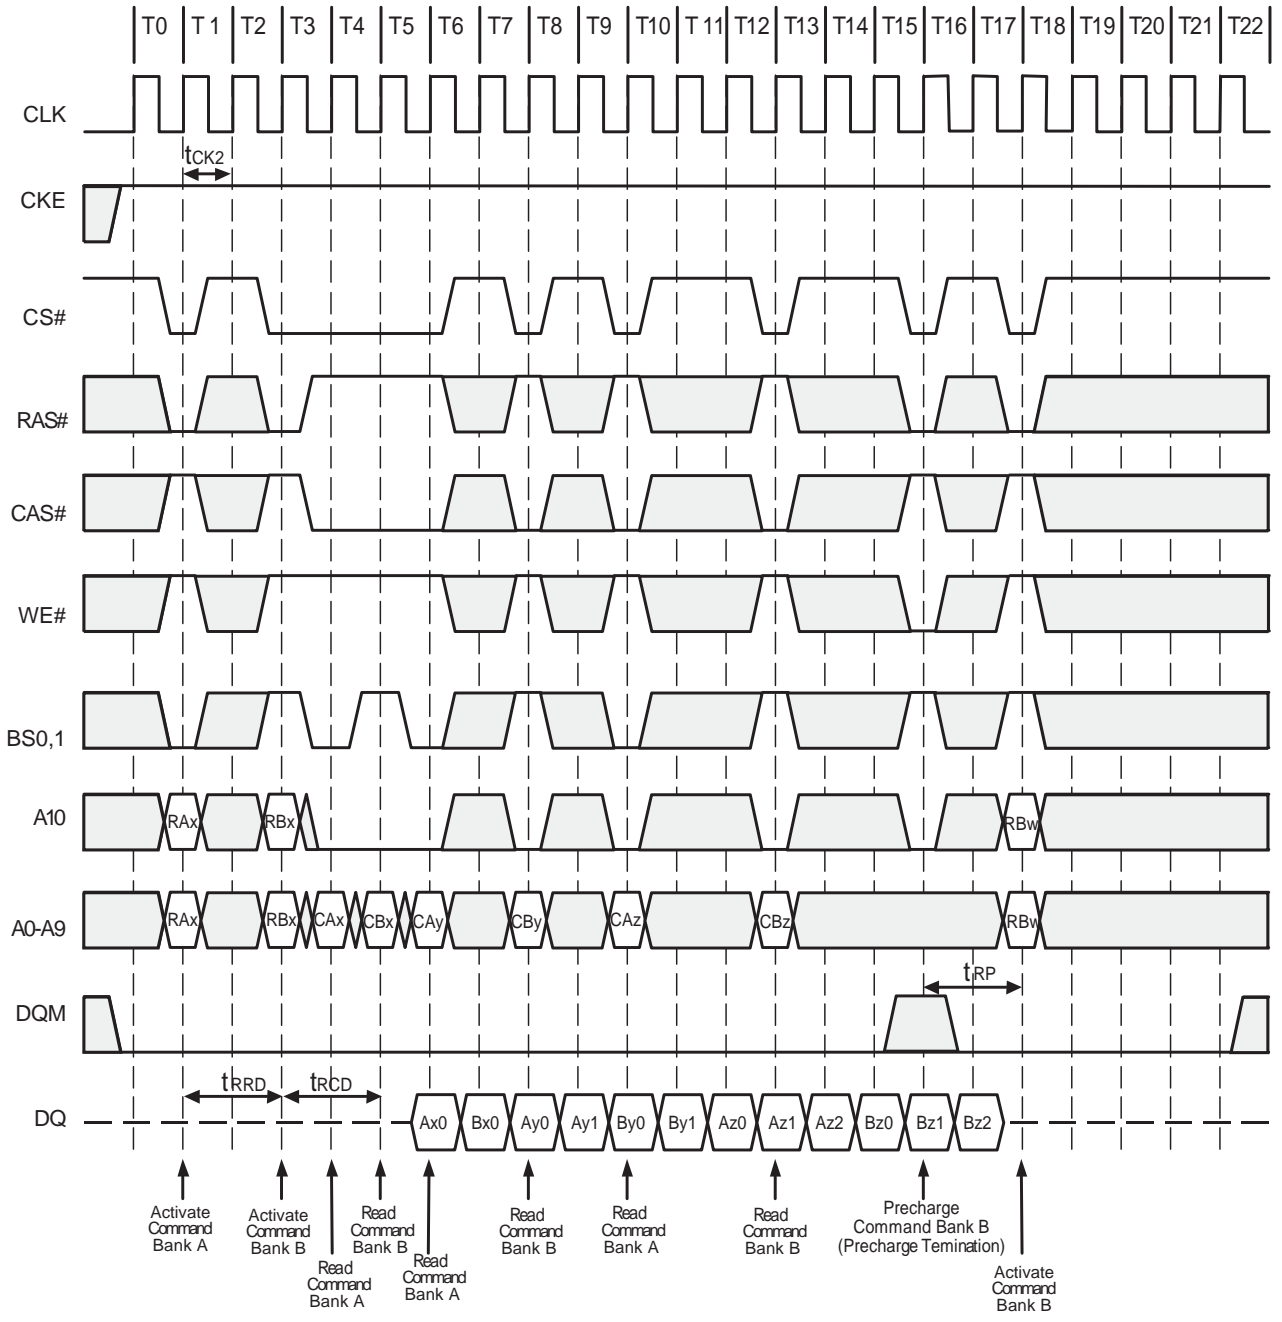 T0 T 1 T2 T3 T4 T5 T6 T7 T8 T9 T10 T 11 T12 T13 T14 T15 T16 T17 T18 T19 T20 T21 T22
CLK
tCK2
CKE
CS#
RAS#
CAS#
WE#
BS0,1
A10
RAx RBx RBw
A0-A9
RAx RBx CAx CBx CAy CBy CAz CBz RBw
tRP
DQM
tRRD tRCD
DQ
Ax0 Bx0 Ay0 Ay1 By0 By1 Az0 Az1 Az2 Bz0 Bz1 Bz2
Activate
Command
Bank A
Activate
Command
Bank B
Read
Command
Bank A
Read
Command
Bank B
Read
Command
Bank A
Read
Command
Bank B
Read
Command
Bank A
Read
Command
Bank B
Precharge
Command Bank B
(Precharge Temination)
Activate
Command
Bank B